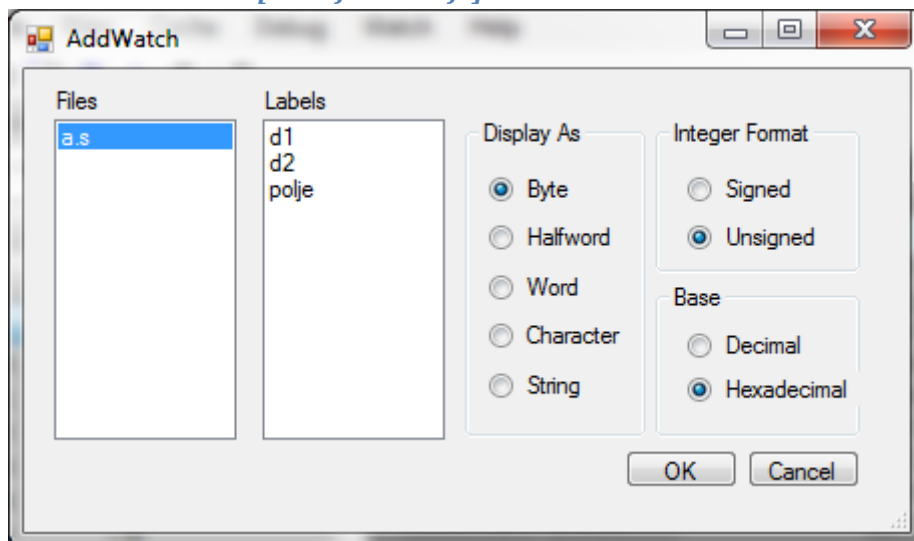 AddWatch
Files
a.s
Labels
d1
d2
polje
Display As
Byte
Halfword
Word
Character
String
Integer Format
Signed
Unsigned
Base
Decimal
Hexadecimal
OK Cancel